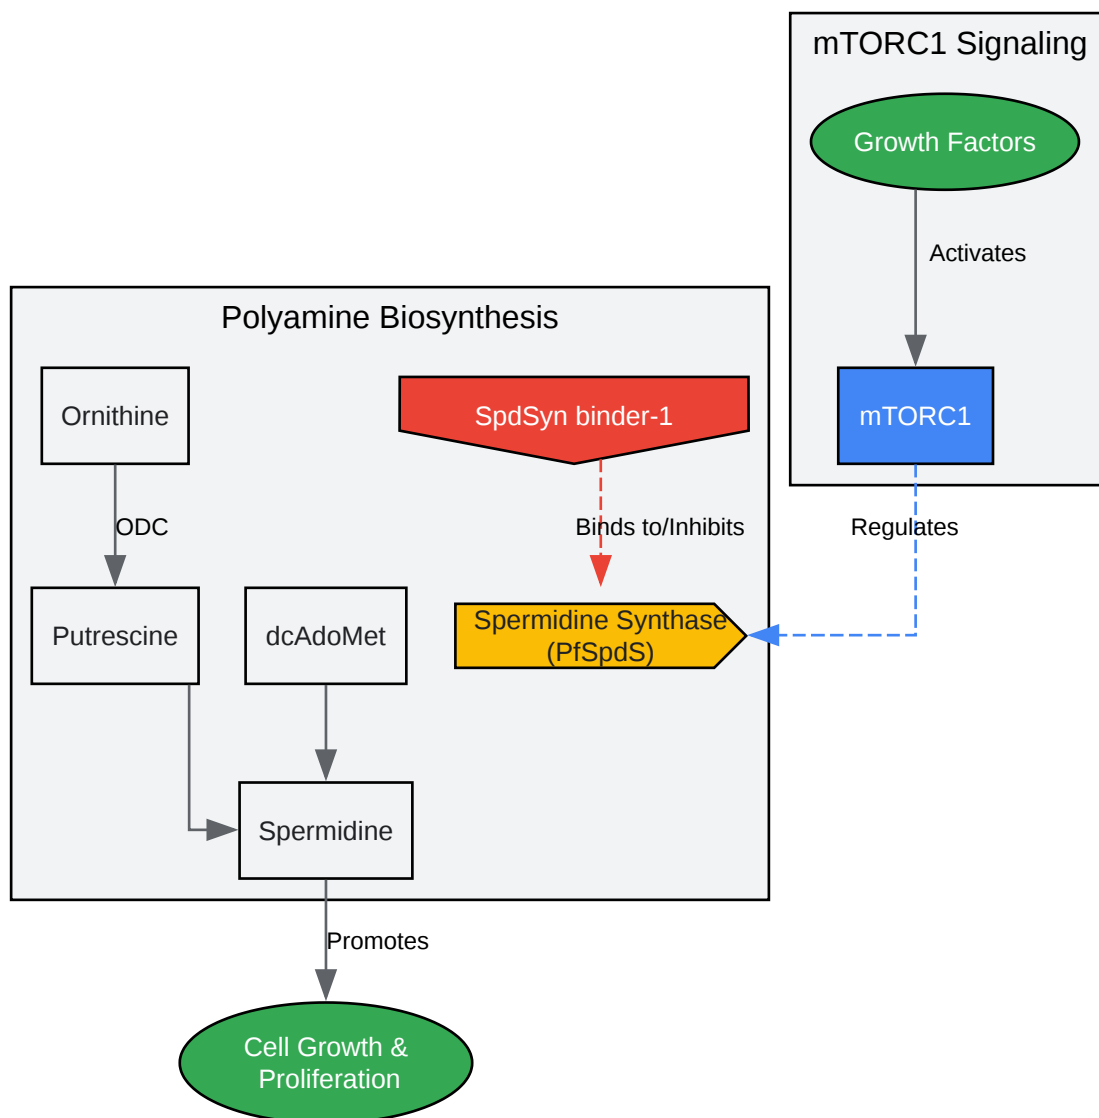 mTORC1 Signaling
Growth Factors
Activates
Polyamine Biosynthesis
Ornithine
SpdSyn binder-1
mTORC1
ODC
Binds to/Inhibits
Regulates
Putrescine
dcAdoMet
Spermidine Synthase
(PfSpdS)
Spermidine
Promotes
Cell Growth &
Proliferation